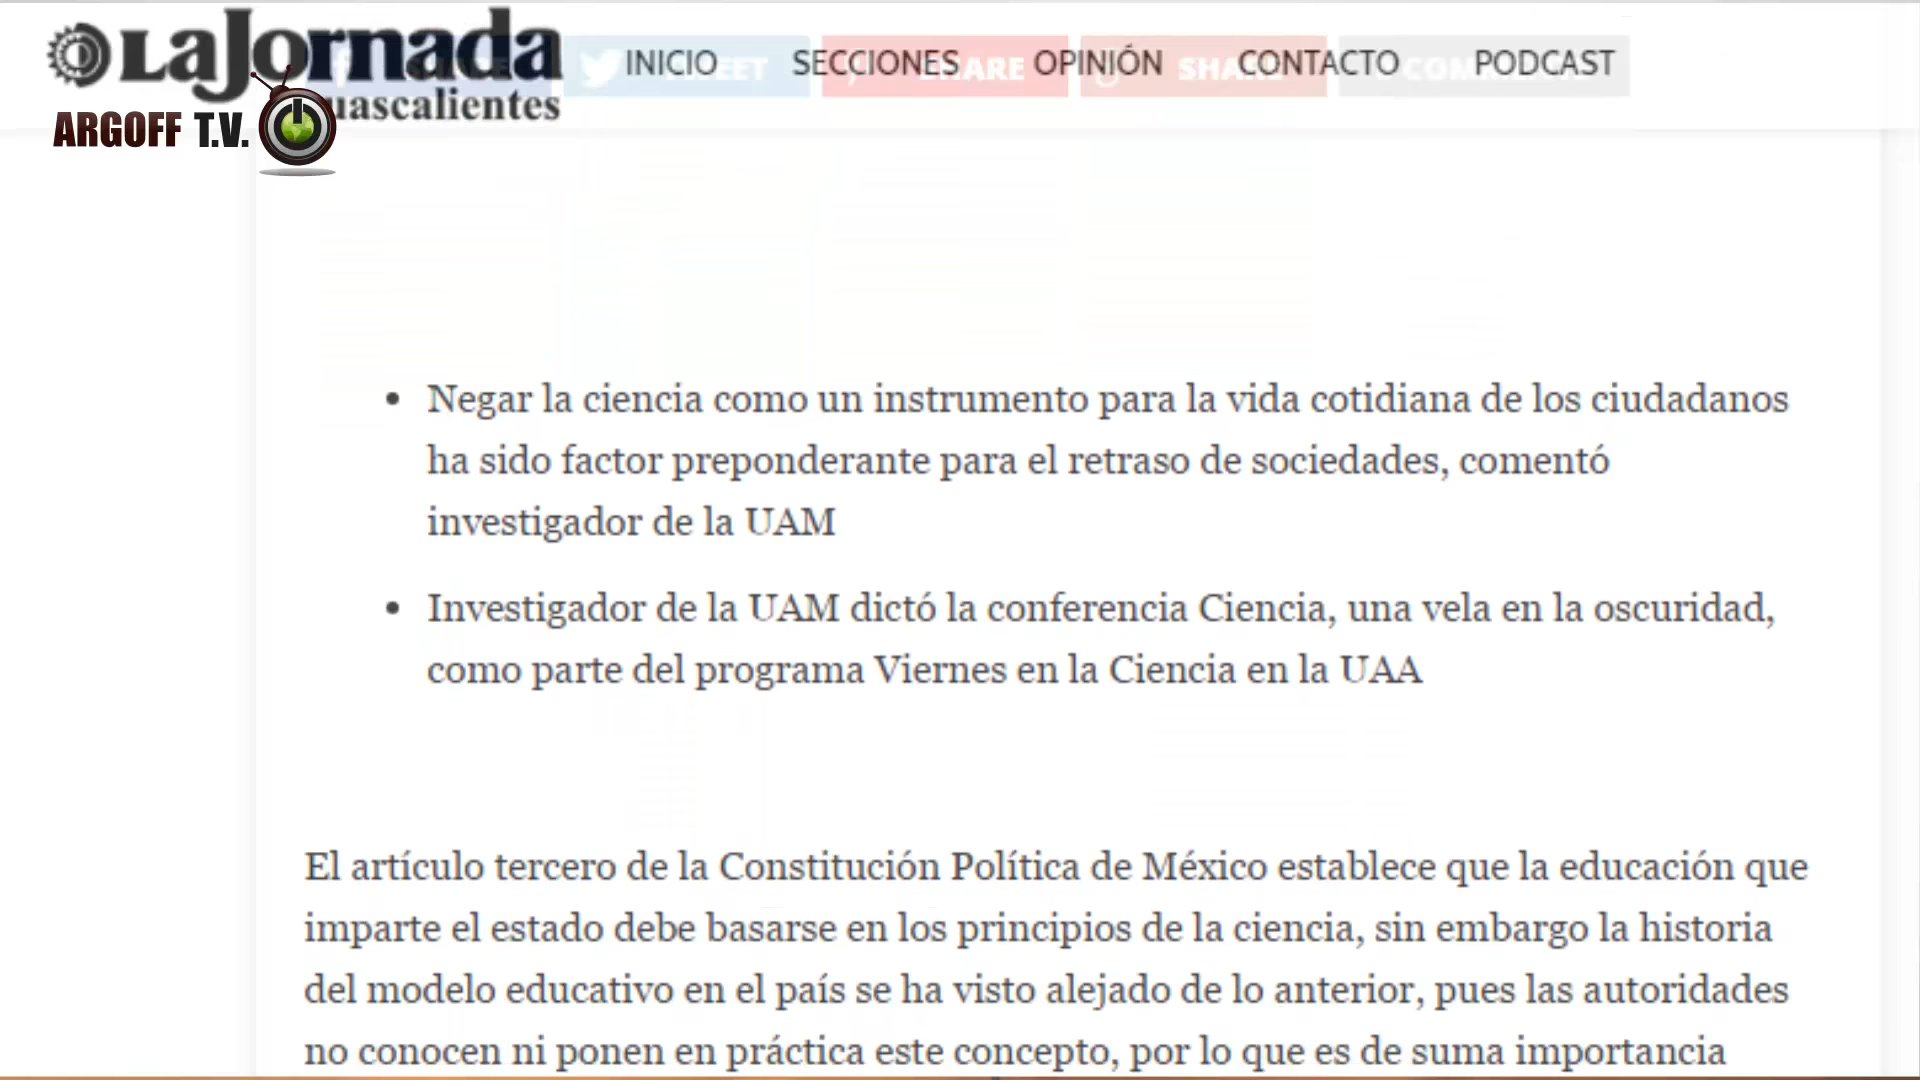 LaJornada
uascalientes
ARGOFF T.V.
INICIO SECCIONES OPINIÓN CONTACTO PODCAST
• Negar la ciencia como un instrumento para la vida cotidiana de los ciudadanos
ha sido factor preponderante para el retraso de sociedades, comentó
investigador de la UAM
• Investigador de la UAM dictó la conferencia Ciencia, una vela en la oscuridad,
como parte del programa Viernes en la Ciencia en la UAA
El artículo tercero de la Constitución Política de México establece que la educación que
imparte el estado debe basarse en los principios de la ciencia, sin embargo la historia
del modelo educativo en el país se ha visto alejado de lo anterior, pues las autoridades
no conocen ni ponen en práctica este concepto, por lo que es de suma importancia